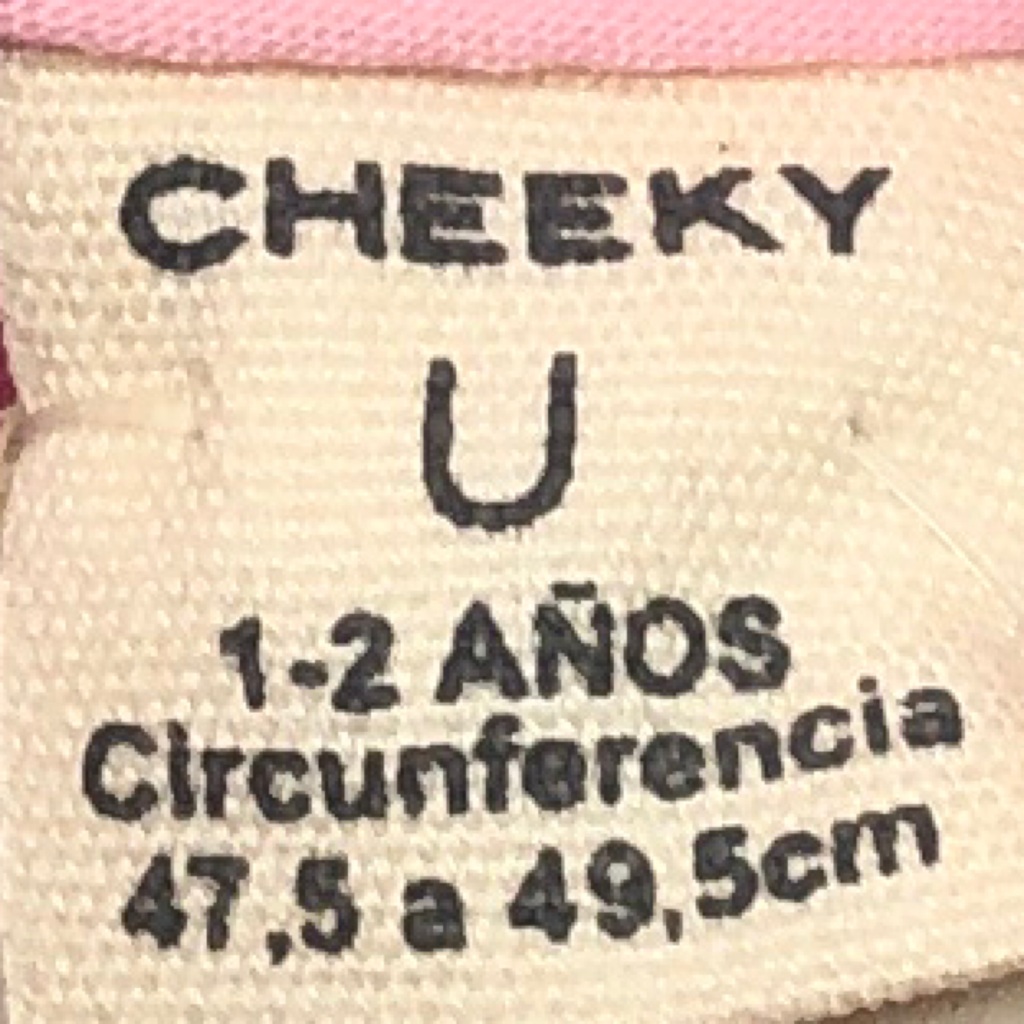 CHEEKY
U
1-2 AÑOS
Circunferencia
47,5 a 49,5cm